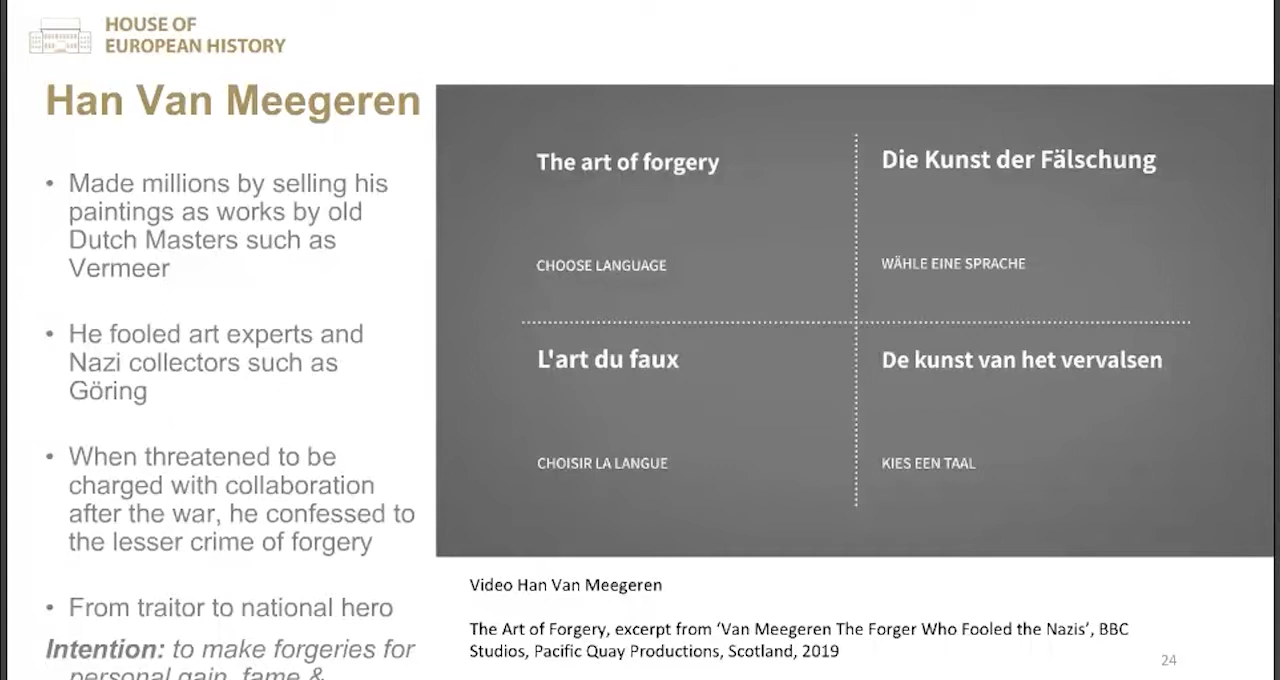 HOUSE OF
EUROPEAN HISTORY
Han Van Meegeren
• Made millions by selling his
paintings as works by old
Dutch Masters such as
Vermeer
• He fooled art experts and
Nazi collectors such as
Göring
• When threatened to be
charged with collaboration
after the war, he confessed to
the lesser crime of forgery
• From traitor to national hero
Intention: to make forgeries for
personal gain, fame &
The art of forgery
CHOOSE LANGUAGE
Die Kunst der Fälschung
WÄHLE EINE SPRACHE
L'art du faux
CHOISIR LA LANGUE
De kunst van het vervalsen
KIES EEN TAAL
Video Han Van Meegeren
The Art of Forgery, excerpt from ‘Van Meegeren The Forger Who Fooled the Nazis’, BBC
Studios, Pacific Quay Productions, Scotland, 2019
24